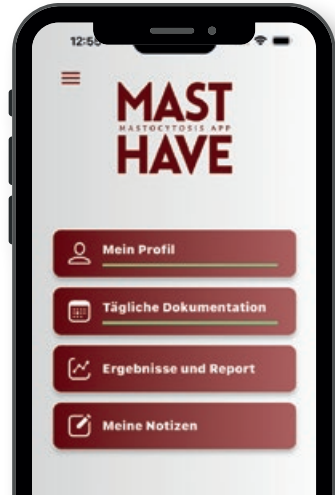 12:55
MAST
MASTOCYTOSIS APP
HAVE
Mein Profil
Tägliche Dokumentation
Ergebnisse und Report
Meine Notizen